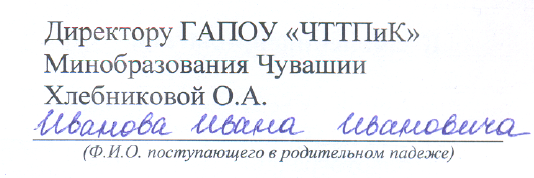 Директору ГАПОУ «ЧТТПиК»
Минобразования Чувашии
Хлебниковой О.А.
Иванова Ивана Ивановича
(Ф.И.О. поступающего в родительном падеже)